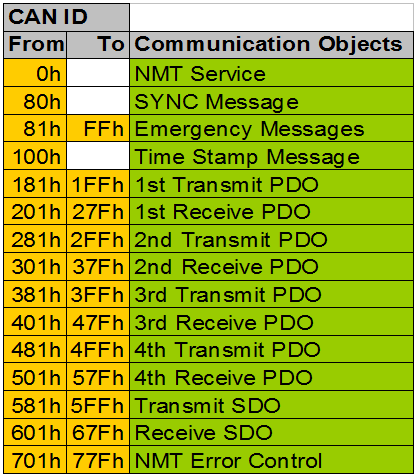 CAN ID
From To Communication Objects
0h NMT Service
80h SYNC Message
81h FFh Emergency Messages
100h Time Stamp Message
181h 1FFh 1st Transmit PDO
201h 27Fh 1st Receive PDO
281h 2FFh 2nd Transmit PDO
301h 37Fh 2nd Receive PDO
381h 3FFh 3rd Transmit PDO
401h 47Fh 3rd Receive PDO
481h 4FFh 4th Transmit PDO
501h 57Fh 4th Receive PDO
581h 5FFh Transmit SDO
601h 67Fh Receive SDO
701h 77Fh NMT Error Control